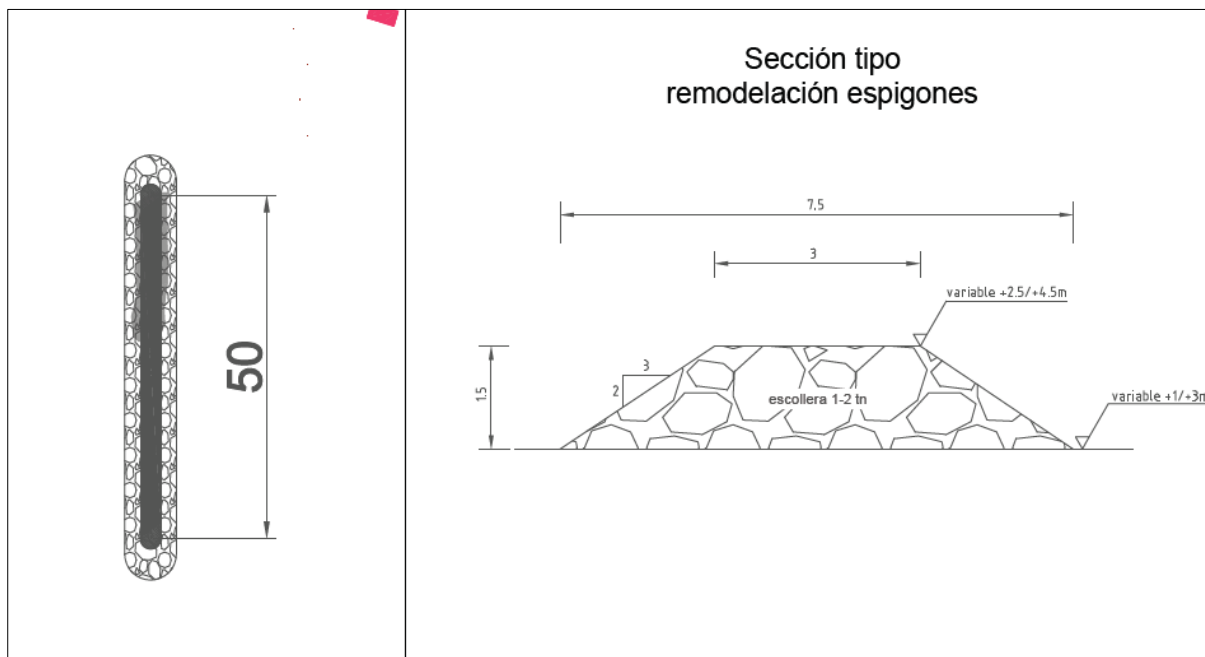 50
Sección tipo
remodelación espigones
7,5
3
variable +2.5/+4.5m
3
2
1.5
escollera 1-2 tn
variable +1/+3m